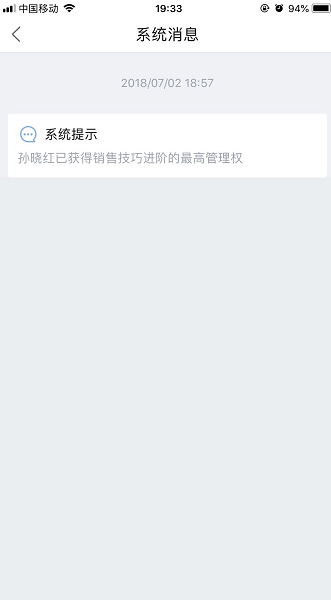 中国移动 19:33 94%
系统消息
2018/07/02 18:57
系统提示
孙晓红已获得销售技巧进阶的最高管理权